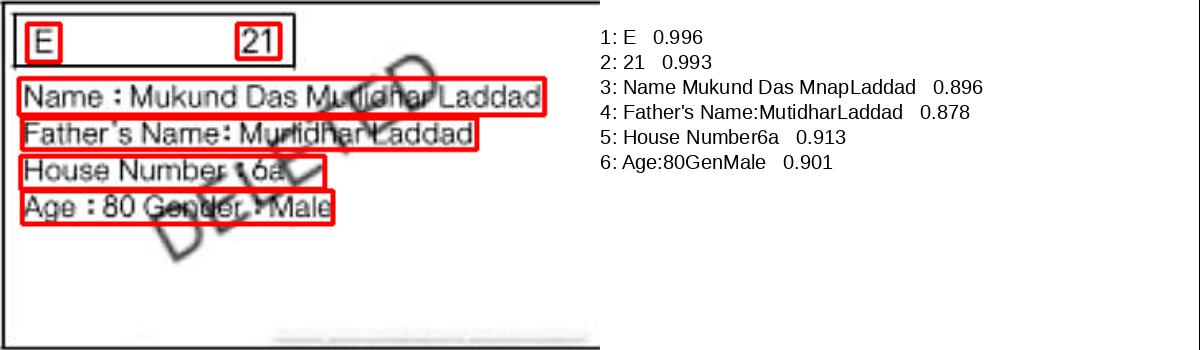 E 21
Name : Mukund Das Murlidhar Laddad
Father's Name: Murlidhar Laddad
House Number : 6a
Age : 80 Gender : Male
DELETED
1: E 0.996
2: 21 0.993
3: Name Mukund Das MnapLaddad 0.896
4: Father's Name:MutidharLaddad 0.878
5: House Number6a 0.913
6: Age:80GenMale 0.901